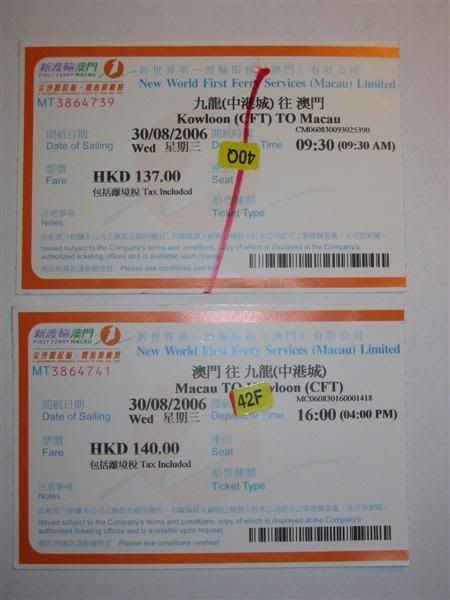 新渡輪澳門
FIRST FERRY MACAU
新世界第一渡輪服務(澳門)有限公司
New World First Ferry Services (Macau) Limited
MT3864739
九龍(中港城) 往 澳門
Kowloon (CFT) TO Macau
開航日期
Date of Sailing
30/08/2006
Wed 星期三
開航時間
Time
CM060830093025390
09:30 (09:30 AM)
40Q
票價
Fare
HKD 137.00
包括離境稅 Tax Included
座位
Seat
船票種類
Ticket Type
注意事項
Notes
Issued subject to the Company's terms and conditions, copy of which is displayed at the Company's
authorized ticketing offices and is available upon request.
Please see conditions overleaf
新渡輪澳門
FIRST FERRY MACAU
新世界第一渡輪服務(澳門)有限公司
New World First Ferry Services (Macau) Limited
MT3864741
澳門 往 九龍(中港城)
Macau TO Kowloon (CFT)
開航日期
Date of Sailing
30/08/2006
Wed 星期三
Departure Time
MC060830160001418
16:00 (04:00 PM)
42F
票價
Fare
HKD 140.00
包括離境稅 Tax Included
座位
Seat
船票種類
Ticket Type
注意事項
Notes
Issued subject to the Company's terms and conditions, copy of which is displayed at the Company's
authorized ticketing offices and is available upon request.
Please see conditions overleaf